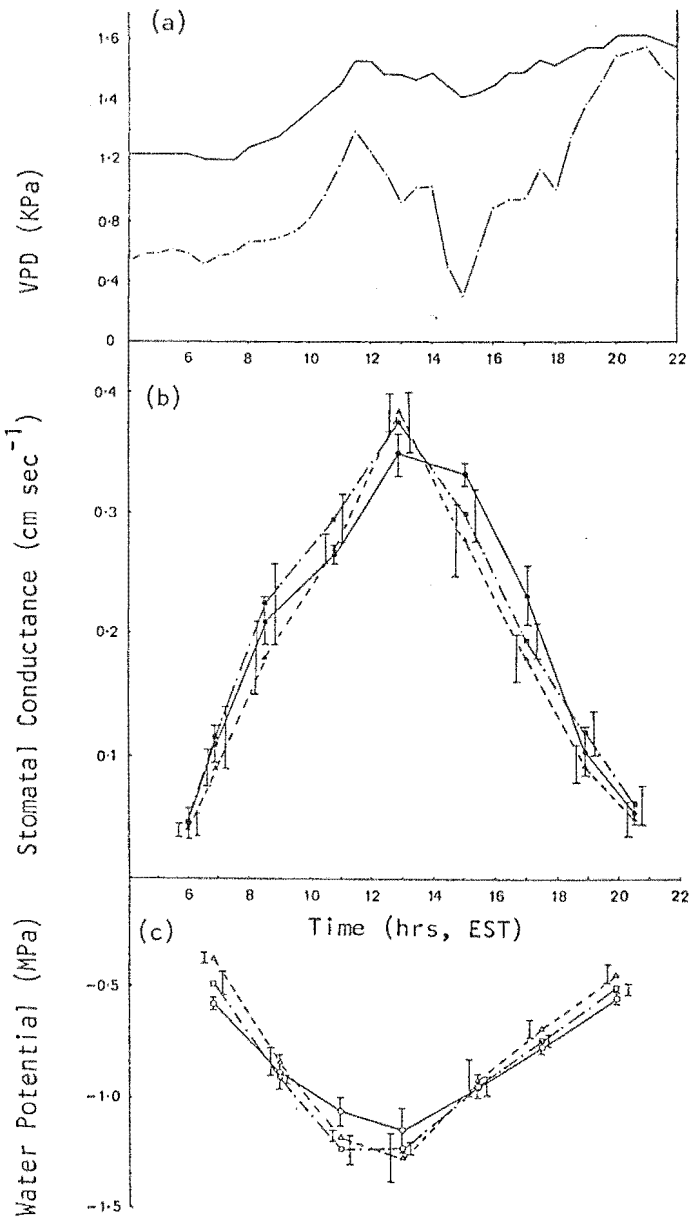 (a)
1·6
1·4
1·2
0·8
0·4
0
VPD (KPa)
6 8 10 12 14 16 18 20 22
(b)
0·4
0·3
0·2
0·1
Stomatal Conductance (cm sec⁻¹)
6 8 10 12 14 16 18 20 22
Time (hrs, EST)
(c)
-0·5
-1·0
-1·5
Water Potential (MPa)